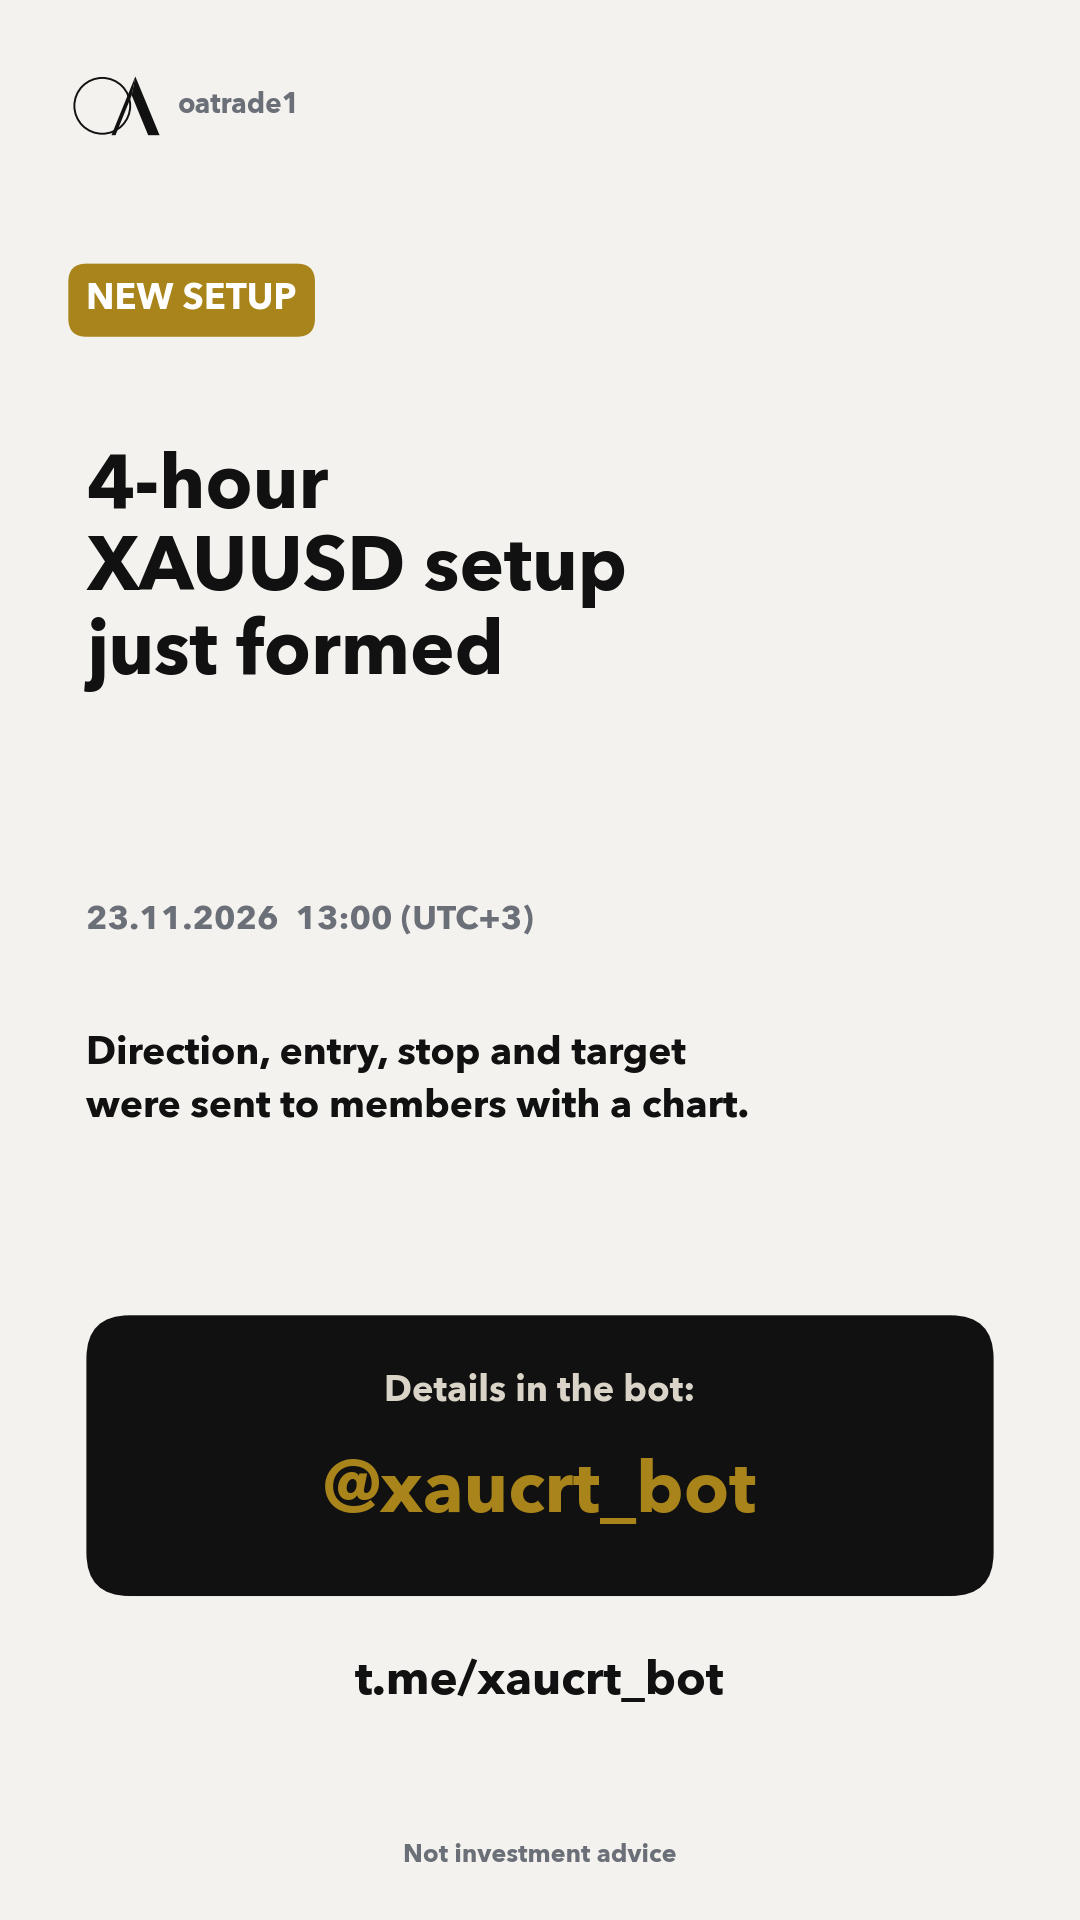 OA oatrade1
NEW SETUP
4-hour
XAUUSD setup
just formed
23.11.2026 13:00 (UTC+3)
Direction, entry, stop and target
were sent to members with a chart.
Details in the bot:
@xaucrt_bot
t.me/xaucrt_bot
Not investment advice